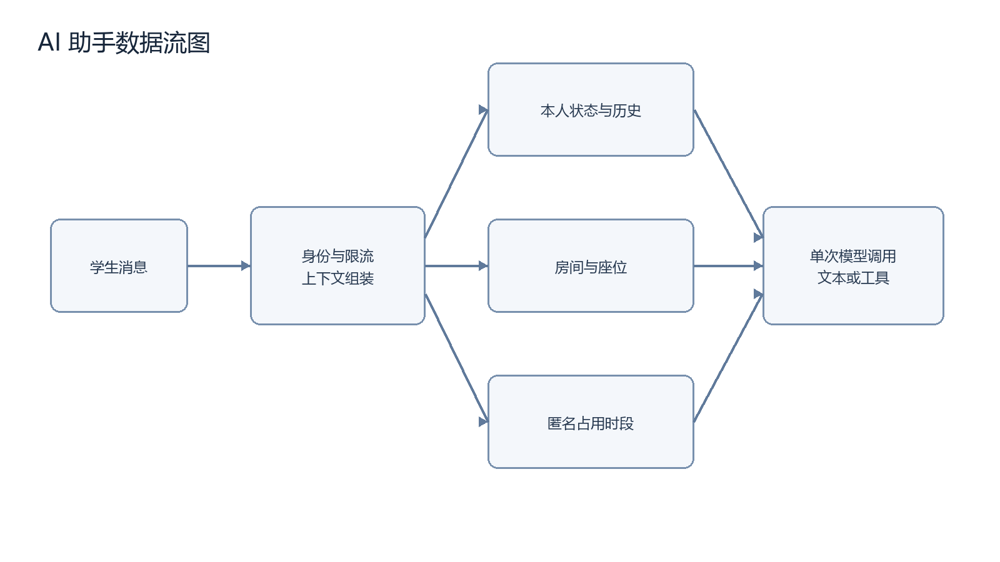 AI 助手数据流图
本人状态与历史
学生消息
身份与限流
上下文组装
房间与座位
单次模型调用
文本或工具
匿名占用时段